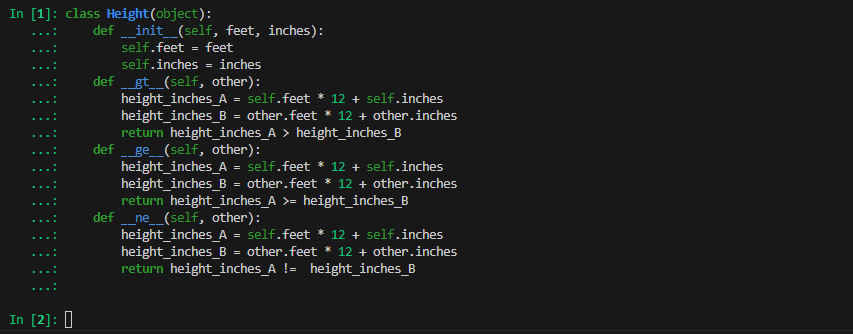 In [1]: class Height(object):
   ...:     def __init__(self, feet, inches):
   ...:         self.feet = feet
   ...:         self.inches = inches
   ...:     def __gt__(self, other):
   ...:         height_inches_A = self.feet * 12 + self.inches
   ...:         height_inches_B = other.feet * 12 + other.inches
   ...:         return height_inches_A > height_inches_B
   ...:     def __ge__(self, other):
   ...:         height_inches_A = self.feet * 12 + self.inches
   ...:         height_inches_B = other.feet * 12 + other.inches
   ...:         return height_inches_A >= height_inches_B
   ...:     def __ne__(self, other):
   ...:         height_inches_A = self.feet * 12 + self.inches
   ...:         height_inches_B = other.feet * 12 + other.inches
   ...:         return height_inches_A !=  height_inches_B
   ...:
In [2]: